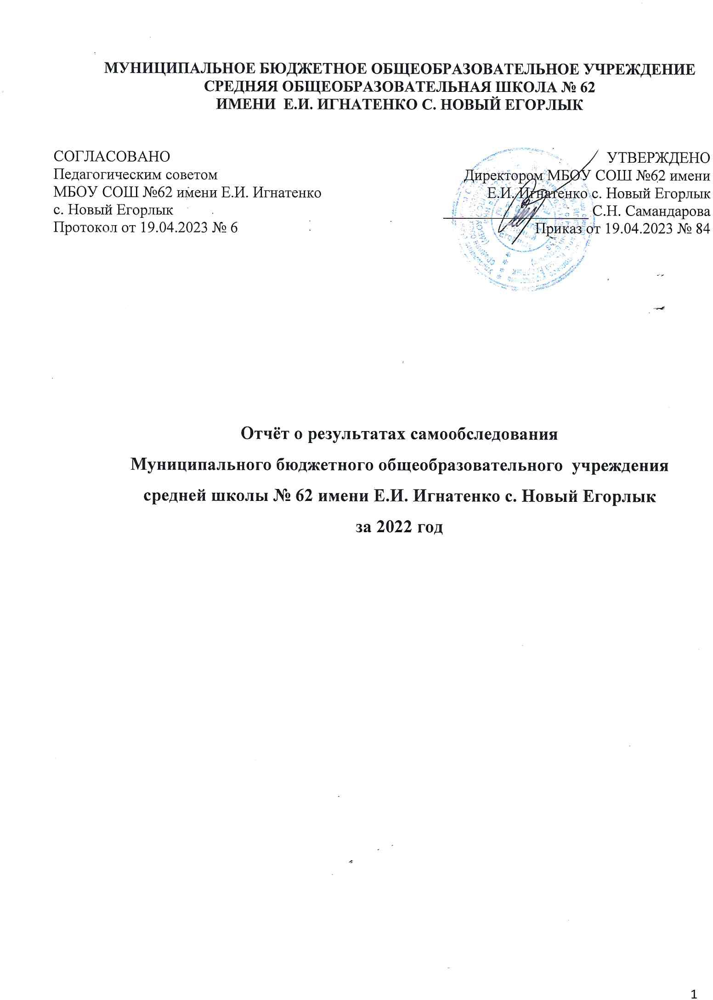 МУНИЦИПАЛЬНОЕ БЮДЖЕТНОЕ ОБЩЕОБРАЗОВАТЕЛЬНОЕ УЧРЕЖДЕНИЕ
СРЕДНЯЯ ОБЩЕОБРАЗОВАТЕЛЬНАЯ ШКОЛА № 62
ИМЕНИ Е.И. ИГНАТЕНКО С. НОВЫЙ ЕГОРЛЫК
СОГЛАСОВАНО
Педагогическим советом
МБОУ СОШ №62 имени Е.И. Игнатенко
с. Новый Егорлык
Протокол от 19.04.2023 № 6
УТВЕРЖДЕНО
Директором МБОУ СОШ №62 имени
Е.И. Игнатенко с. Новый Егорлык
С.Н. Самандарова
Приказ от 19.04.2023 № 84
Отчёт о результатах самообследования
Муниципального бюджетного общеобразовательного учреждения
средней школы № 62 имени Е.И. Игнатенко с. Новый Егорлык
за 2022 год
1